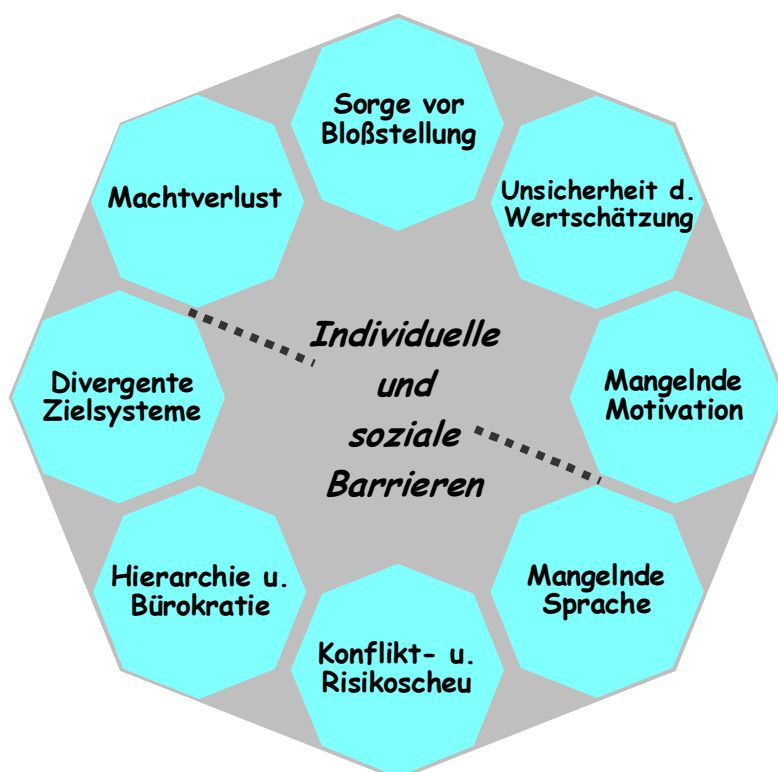 Sorge vor
Bloßstellung
Unsicherheit d.
Wertschätzung
Machtverlust
Individuelle
und
soziale
Barrieren
Divergente
Zielsysteme
Mangelnde
Motivation
Hierarchie u.
Bürokratie
Mangelnde
Sprache
Konflikt- u.
Risikoscheu